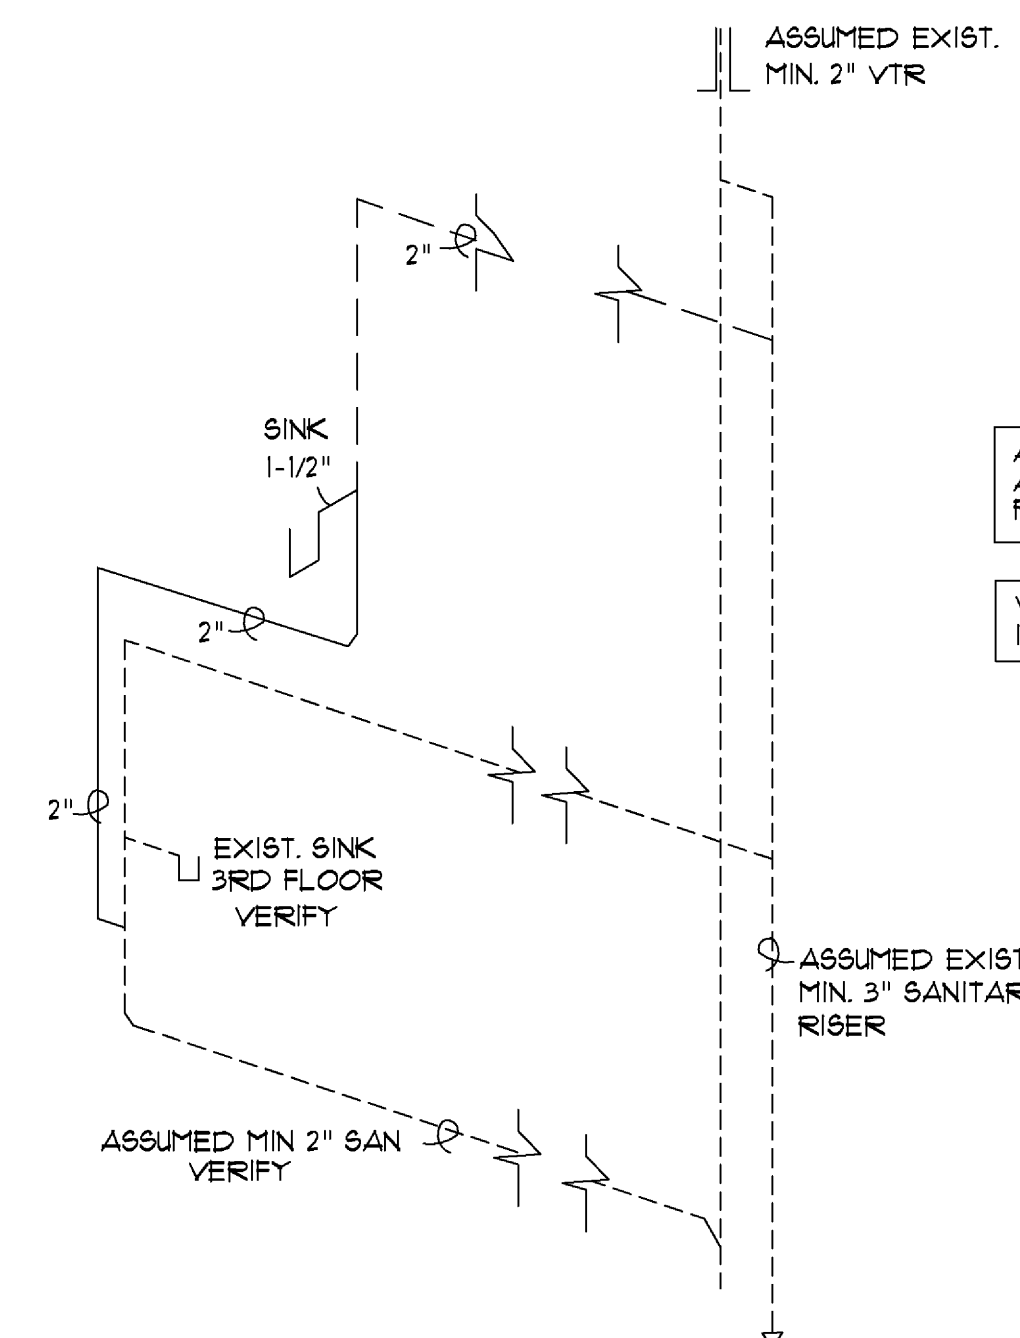 ASSUMED EXIST.
MIN. 2" VTR
2"
SINK
1-1/2"
2"
2"
EXIST. SINK
3RD FLOOR
VERIFY
ASSUMED EXIST
MIN. 3" SANITAR
RISER
ASSUMED MIN 2" SAN
VERIFY